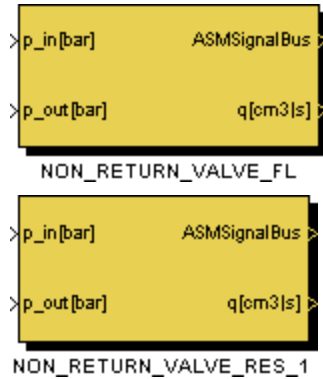 p_in[bar] ASMSignalBus
p_out[bar] q[cm3|s]
NON_RETURN_VALVE_FL
p_in[bar] ASMSignalBus
p_out[bar] q[cm3|s]
NON_RETURN_VALVE_RES_1